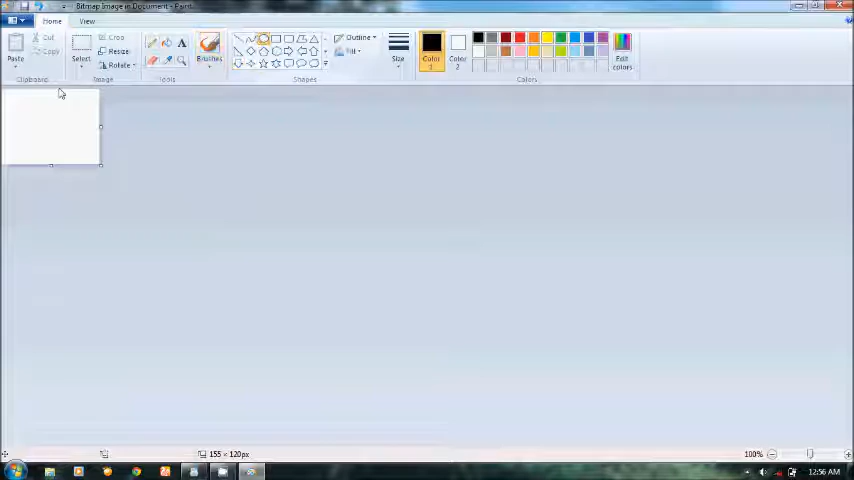 Bitmap Image in Document - Paint
Home View
Paste
Cut
Copy
Clipboard
Select
Crop
Resize
Rotate
Image
A
Tools
Brushes
Outline
Fill
Shapes
Size
Color 1
Color 2
Edit colors
Colors
155 × 120px
100%
12:56 AM